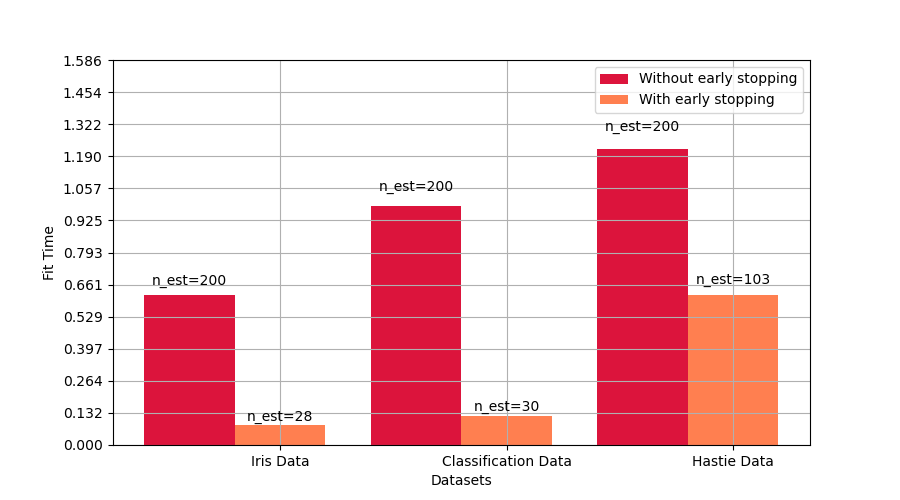 1.586
1.454
1.322
1.190
1.057
0.925
0.793
0.661
0.529
0.397
0.264
0.132
0.000
Fit Time
Without early stopping
With early stopping
n_est=200
n_est=200
n_est=200
n_est=28
n_est=30
n_est=103
Iris Data
Classification Data
Hastie Data
Datasets